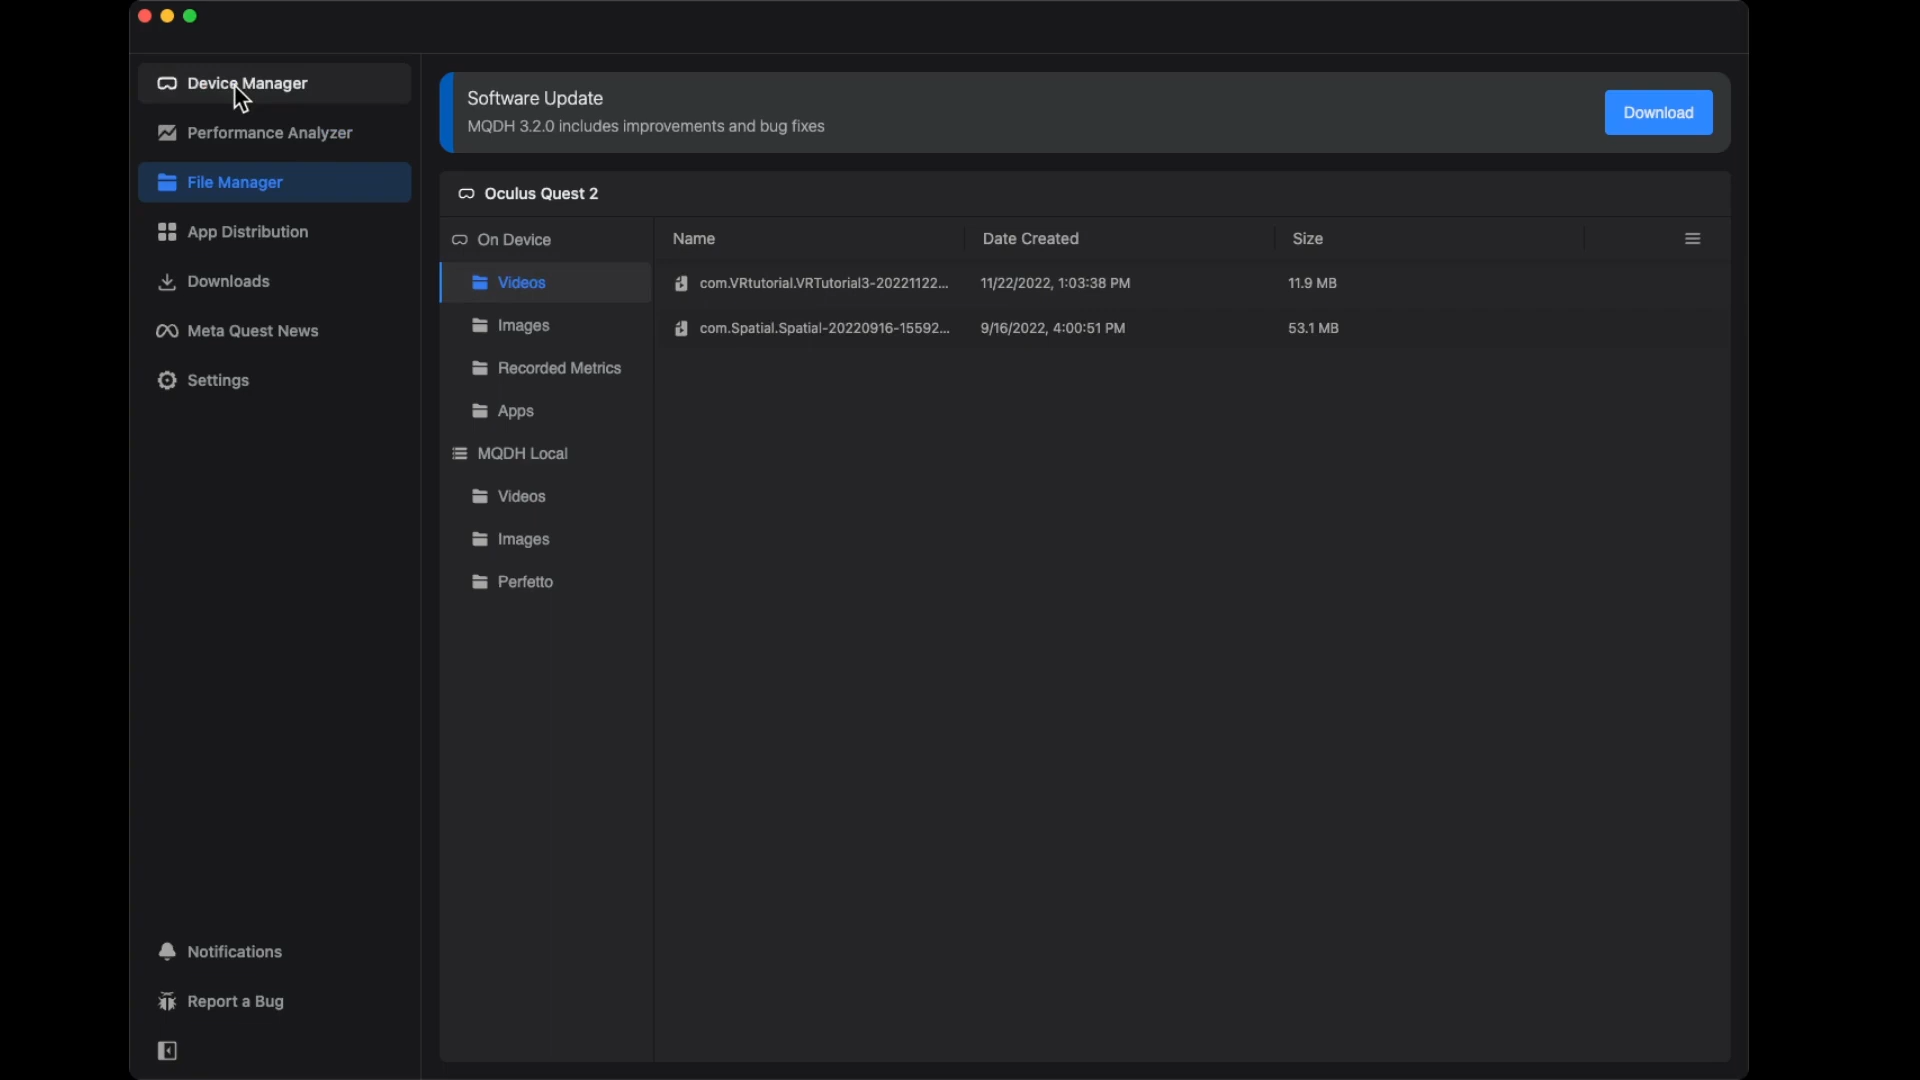 Device Manager
Performance Analyzer
File Manager
App Distribution
Downloads
Meta Quest News
Settings
Notifications
Report a Bug
Software Update
MQDH 3.2.0 includes improvements and bug fixes
Download
Oculus Quest 2
On Device
Videos
Images
Recorded Metrics
Apps
MQDH Local
Videos
Images
Perfetto
Name Date Created Size
com.VRtutorial.VRTutorial3-20221122... 11/22/2022, 1:03:38 PM 11.9 MB
com.Spatial.Spatial-20220916-15592... 9/16/2022, 4:00:51 PM 53.1 MB